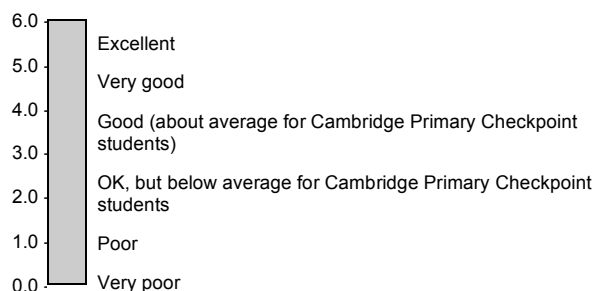 6.0
Excellent
5.0
Very good
4.0
Good (about average for Cambridge Primary Checkpoint
students)
3.0
OK, but below average for Cambridge Primary Checkpoint
2.0
students
1.0
Poor
0.0
Very poor